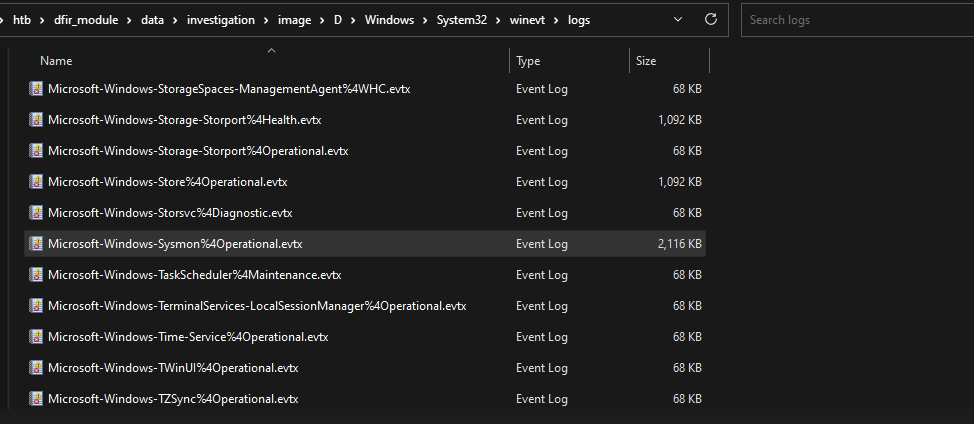 htb > dfir_module > data > investigation > image > D > Windows > System32 > winevt > logs
Search logs
Name Type Size
Microsoft-Windows-StorageSpaces-ManagementAgent%4WHC.evtx Event Log 68 KB
Microsoft-Windows-Storage-Storport%4Health.evtx Event Log 1,092 KB
Microsoft-Windows-Storage-Storport%4Operational.evtx Event Log 68 KB
Microsoft-Windows-Store%4Operational.evtx Event Log 1,092 KB
Microsoft-Windows-Storsvc%4Diagnostic.evtx Event Log 68 KB
Microsoft-Windows-Sysmon%4Operational.evtx Event Log 2,116 KB
Microsoft-Windows-TaskScheduler%4Maintenance.evtx Event Log 68 KB
Microsoft-Windows-TerminalServices-LocalSessionManager%4Operational.evtx Event Log 68 KB
Microsoft-Windows-Time-Service%4Operational.evtx Event Log 68 KB
Microsoft-Windows-TWinUI%4Operational.evtx Event Log 68 KB
Microsoft-Windows-TZSync%4Operational.evtx Event Log 68 KB